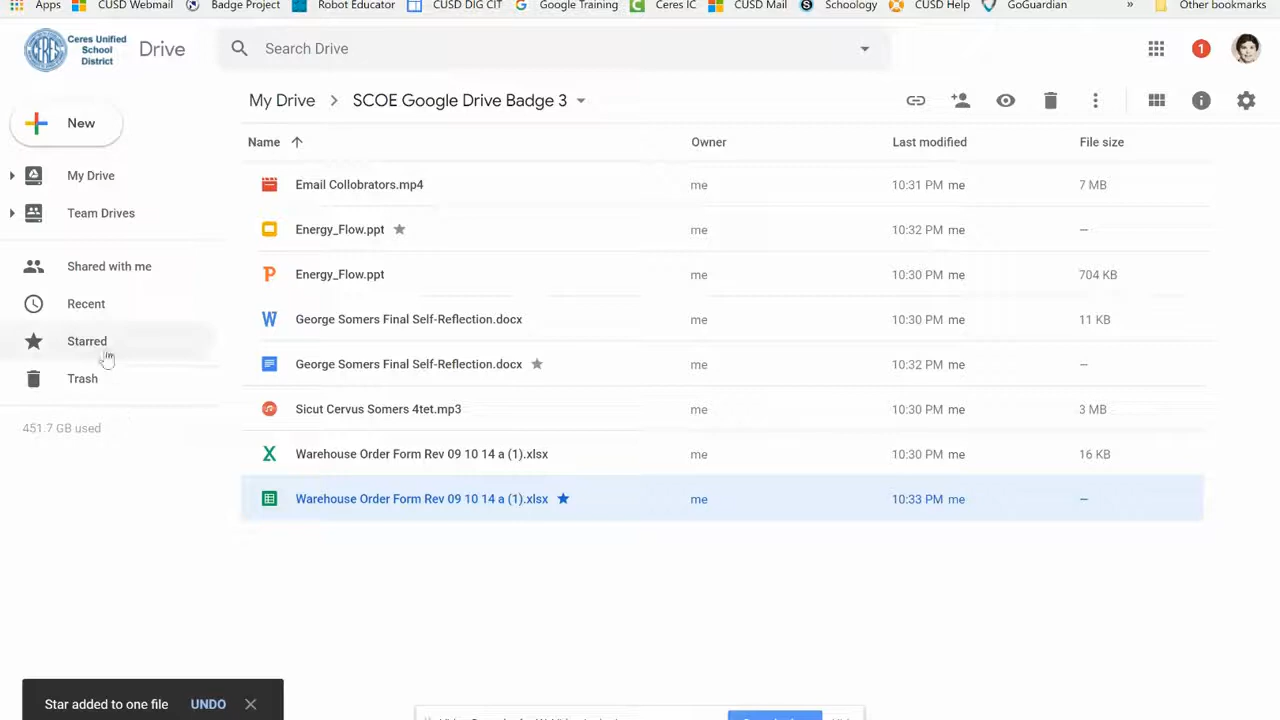 Apps CUSD Webmail Badge Project Robot Educator CUSD DIG CIT Google Training Ceres IC CUSD Mail Schoology CUSD Help GoGuardian » Other bookmarks
CERES
Ceres Unified
School
District
Drive
Search Drive
1
New
My Drive
Team Drives
Shared with me
Recent
Starred
Trash
451.7 GB used
My Drive > SCOE Google Drive Badge 3
Name Owner Last modified File size
Email Collobrators.mp4 me 10:31 PM me 7 MB
Energy_Flow.ppt me 10:32 PM me –
Energy_Flow.ppt me 10:30 PM me 704 KB
George Somers Final Self-Reflection.docx me 10:30 PM me 11 KB
George Somers Final Self-Reflection.docx me 10:32 PM me –
Sicut Cervus Somers 4tet.mp3 me 10:30 PM me 3 MB
Warehouse Order Form Rev 09 10 14 a (1).xlsx me 10:30 PM me 16 KB
Warehouse Order Form Rev 09 10 14 a (1).xlsx me 10:33 PM me –
Star added to one file UNDO